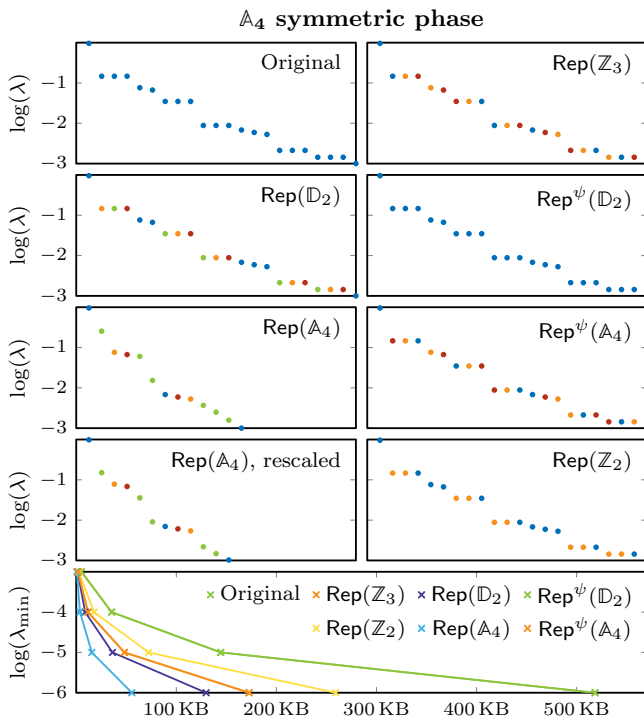 𝔸₄ symmetric phase
Original
Rep(ℤ₃)
log(λ)
−1
−2
−3
Rep(𝔻₂)
Rep^ψ(𝔻₂)
log(λ)
−1
−2
−3
Rep(𝔸₄)
Rep^ψ(𝔸₄)
log(λ)
−1
−2
−3
Rep(𝔸₄), rescaled
Rep(ℤ₂)
log(λ)
−1
−2
−3
Original Rep(ℤ₃) Rep(𝔻₂) Rep^ψ(𝔻₂)
Rep(ℤ₂) Rep(𝔸₄) Rep^ψ(𝔸₄)
log(λ_min)
−4
−5
−6
100 KB 200 KB 300 KB 400 KB 500 KB